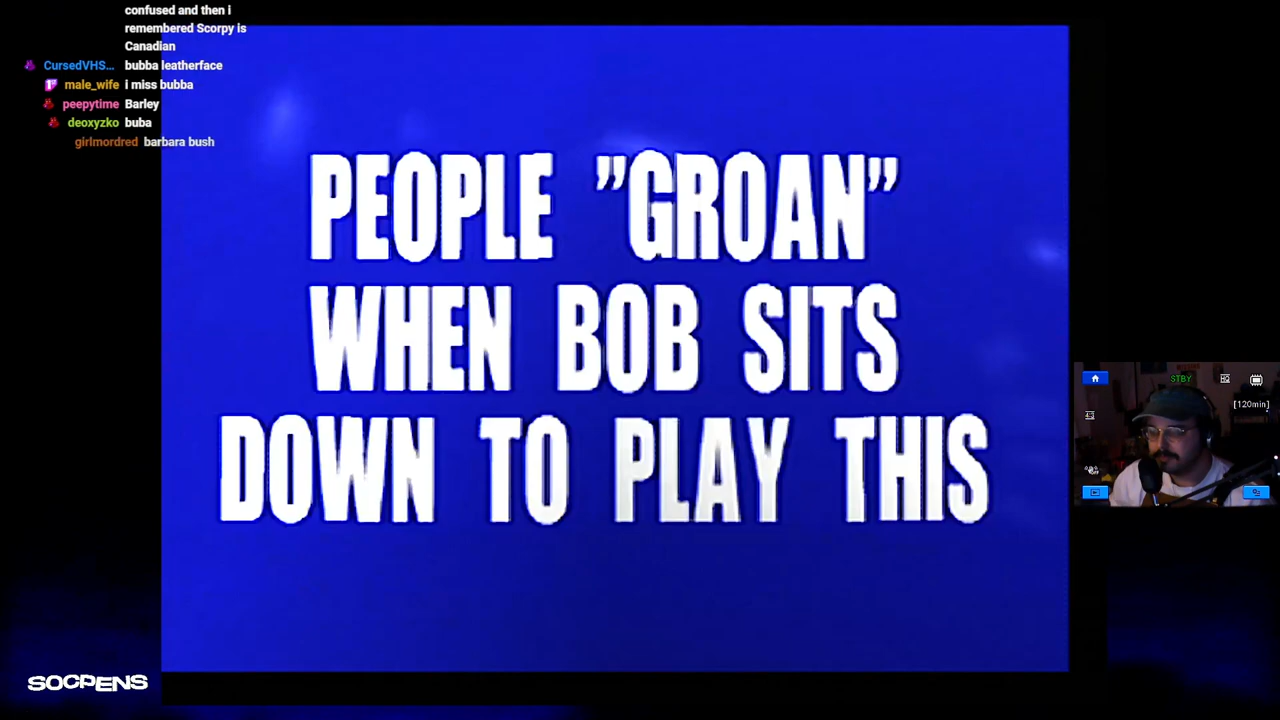 confused and then i
remembered Scorpy is
Canadian
CursedVHS... bubba leatherface
male_wife i miss bubba
peepytime Barley
deoxyzko buba
girlmordred barbara bush
PEOPLE "GROAN"
WHEN BOB SITS
DOWN TO PLAY THIS
STBY
HQ
[120min]
SOCPENS